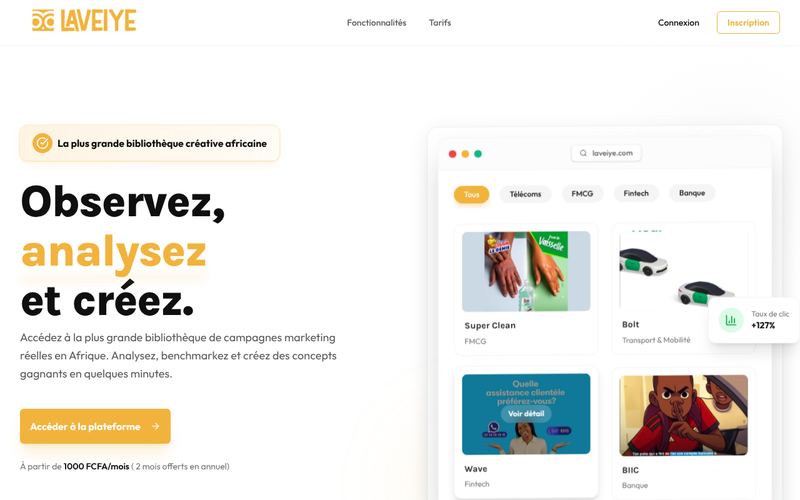 LAVEIYE
Fonctionnalités
Tarifs
Connexion
Inscription
La plus grande bibliothèque créative africaine
Observez,
analysez
et créez.
Accédez à la plus grande bibliothèque de campagnes marketing
réelles en Afrique. Analysez, benchmarkez et créez des concepts
gagnants en quelques minutes.
Accéder à la plateforme
À partir de 1000 FCFA/mois ( 2 mois offerts en annuel)
laveiye.com
Tous
Télécoms
FMCG
Fintech
Banque
Vaisselle
Super Clean
FMCG
Bolt
Transport & Mobilité
Taux de clic
+127%
Quelle
assistance clientèle
préférez-vous?
Voir détail
Wave
Fintech
BIIC
Banque